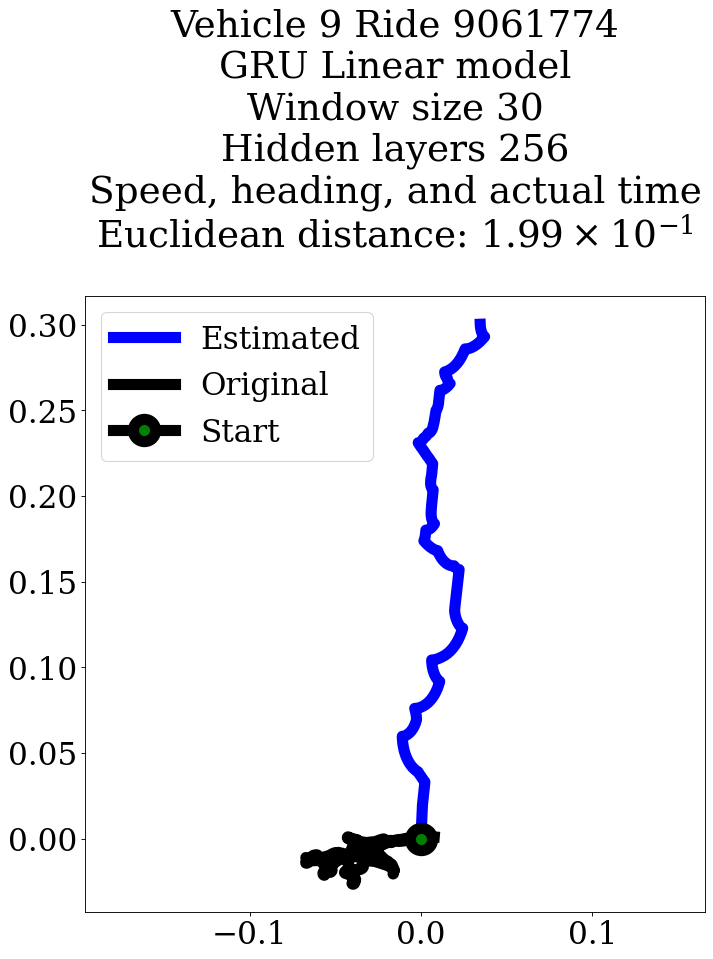 Vehicle 9 Ride 9061774
GRU Linear model
Window size 30
Hidden layers 256
Speed, heading, and actual time
Euclidean distance: 1.99 × 10⁻¹
Estimated
Original
Start
0.30
0.25
0.20
0.15
0.10
0.05
0.00
−0.1
0.0
0.1